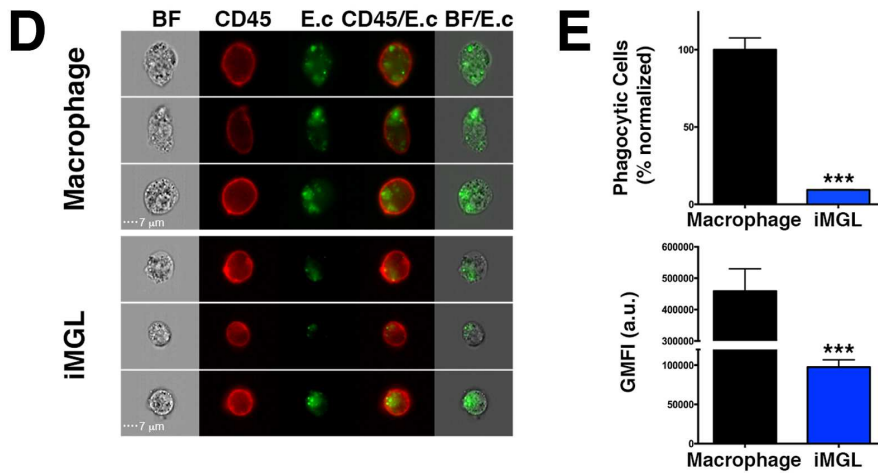 D
BF CD45 E.c CD45/E.c BF/E.c
Macrophage
7 μm
iMGL
7 μm
E
Phagocytic Cells
(% normalized)
100
50
0
***
Macrophage iMGL
GMFI (a.u.)
600000
500000
400000
300000
100000
50000
0
***
Macrophage iMGL